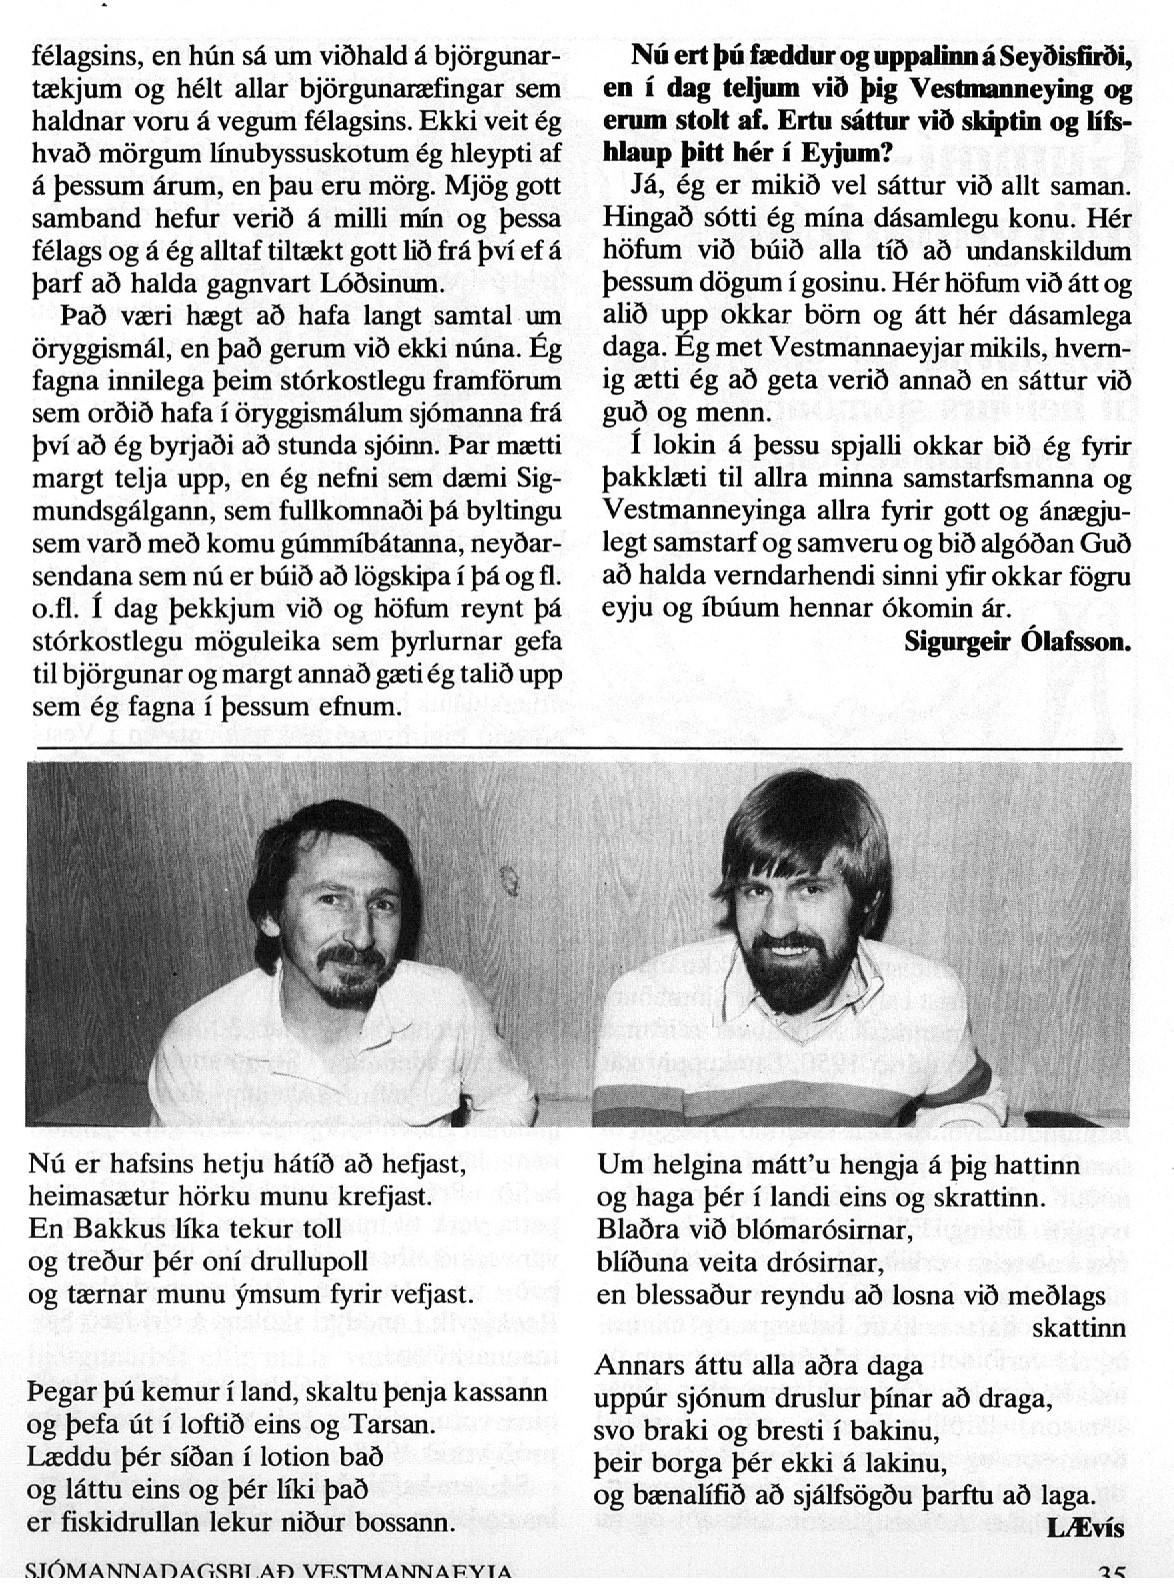 félagsins, en hún sá um viðhald á björgunar-
tækjum og hélt allar björgunaræfingar sem
haldnar voru á vegum félagsins. Ekki veit ég
hvað mörgum línubyssuskotum ég hleypti af
á þessum árum, en þau eru mörg. Mjög gott
samband hefur verið á milli mín og þessa
félags og á ég alltaf tiltækt gott lið frá því ef á
þarf að halda gagnvart Lóðsinum.
Það væri hægt að hafa langt samtal um
öryggismál, en það gerum við ekki núna. Ég
fagna innilega þeim stórkostlegu framförum
sem orðið hafa í öryggismálum sjómanna frá
því að ég byrjaði að stunda sjóinn. Þar mætti
margt telja upp, en ég nefni sem dæmi Sig-
mundsgálgann, sem fullkomnaði þá byltingu
sem varð með komu gúmmíbátanna, neyðar-
sendana sem nú er búið að lögskipa í þá og fl.
o.fl. Í dag þekkjum við og höfum reynt þá
stórkostlegu möguleika sem þyrlurnar gefa
til björgunar og margt annað gæti ég talið upp
sem ég fagna í þessum efnum.
Nú ert þú fæddur og uppalinn á Seyðisfirði,
en í dag teljum við þig Vestmanneying og
erum stolt af. Ertu sáttur við skiptin og lífs-
hlaup þitt hér í Eyjum?
Já, ég er mikið vel sáttur við allt saman.
Hingað sótti ég mína dásamlegu konu. Hér
höfum við búið alla tíð að undanskildum
þessum dögum í gosinu. Hér höfum við átt og
alið upp okkar börn og átt hér dásamlega
daga. Ég met Vestmannaeyjar mikils, hvern-
ig ætti ég að geta verið annað en sáttur við
guð og menn.
Í lokin á þessu spjalli okkar bið ég fyrir
þakklæti til allra minna samstarfsmanna og
Vestmanneyinga allra fyrir gott og ánægju-
legt samstarf og samveru og bið algóðan Guð
að halda verndarhendi sinni yfir okkar fögru
eyju og íbúum hennar ókomin ár.
Sigurgeir Ólafsson.
Nú er hafsins hetju hátíð að hefjast,
heimasætur hörku munu krefjast.
En Bakkus líka tekur toll
og treður þér oní drullupoll
og tærnar munu ýmsum fyrir vefjast.
Þegar þú kemur í land, skaltu þenja kassann
og þefa út í loftið eins og Tarsan.
Læddu þér síðan í lotion bað
og láttu eins og þér líki það
er fiskidrullan lekur niður bossann.
Um helgina mátt'u hengja á þig hattinn
og haga þér í landi eins og skrattinn.
Blaðra við blómarósirnar,
blíðuna veita drósirnar,
en blessaður reyndu að losna við meðlags
skattinn
Annars áttu alla aðra daga
uppúr sjónum druslur þínar að draga,
svo braki og bresti í bakinu,
þeir borga þér ekki á lakinu,
og bænalífið að sjálfsögðu þarftu að laga.
LÆvís
SJÓMANNADAGSBLAÐ VESTMANNAEYJA
35